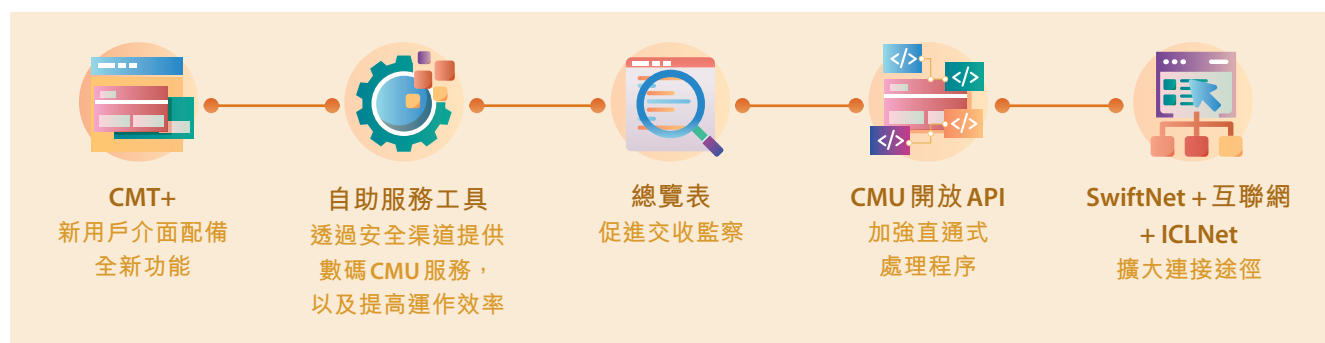 CMT+
新用戶介面配備
全新功能
自助服務工具
透過安全渠道提供
數碼CMU服務，
以及提高運作效率
總覽表
促進交收監察
</>
</>
</>
</>
CMU開放API
加強直通式
處理程序
SwiftNet + 互聯網
+ ICLNet
擴大連接途徑